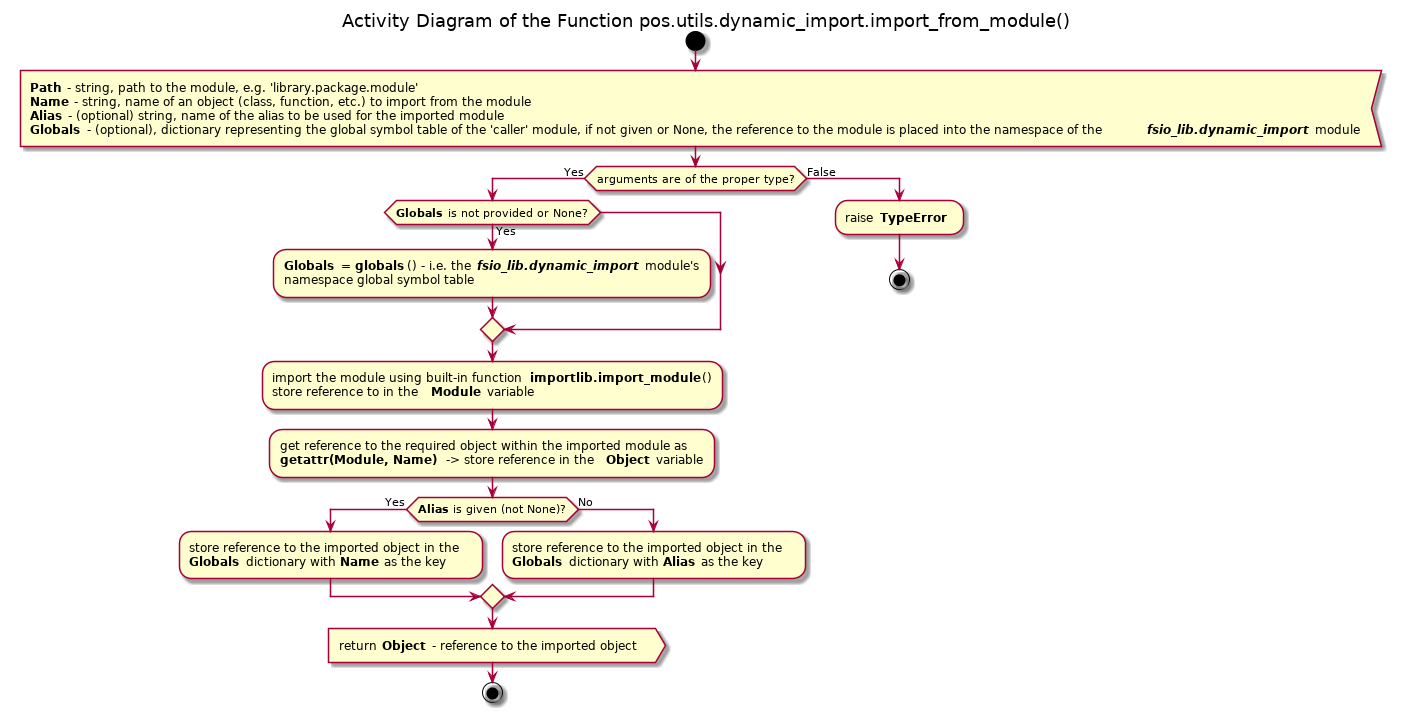 Activity Diagram of the Function pos.utils.dynamic_import.import_from_module()
Path - string, path to the module, e.g. 'library.package.module'
Name - string, name of an object (class, function, etc.) to import from the module
Alias - (optional) string, name of the alias to be used for the imported module
Globals - (optional), dictionary representing the global symbol table of the 'caller' module, if not given or None, the reference to the module is placed into the namespace of the fsio_lib.dynamic_import module
Yes
arguments are of the proper type?
False
Globals is not provided or None?
raise TypeError
Yes
Globals = globals() - i.e. the fsio_lib.dynamic_import module's
namespace global symbol table
import the module using built-in function importlib.import_module()
store reference to in the Module variable
get reference to the required object within the imported module as
getattr(Module, Name) -> store reference in the Object variable
Yes
Alias is given (not None)?
No
store reference to the imported object in the
Globals dictionary with Name as the key
store reference to the imported object in the
Globals dictionary with Alias as the key
return Object - reference to the imported object